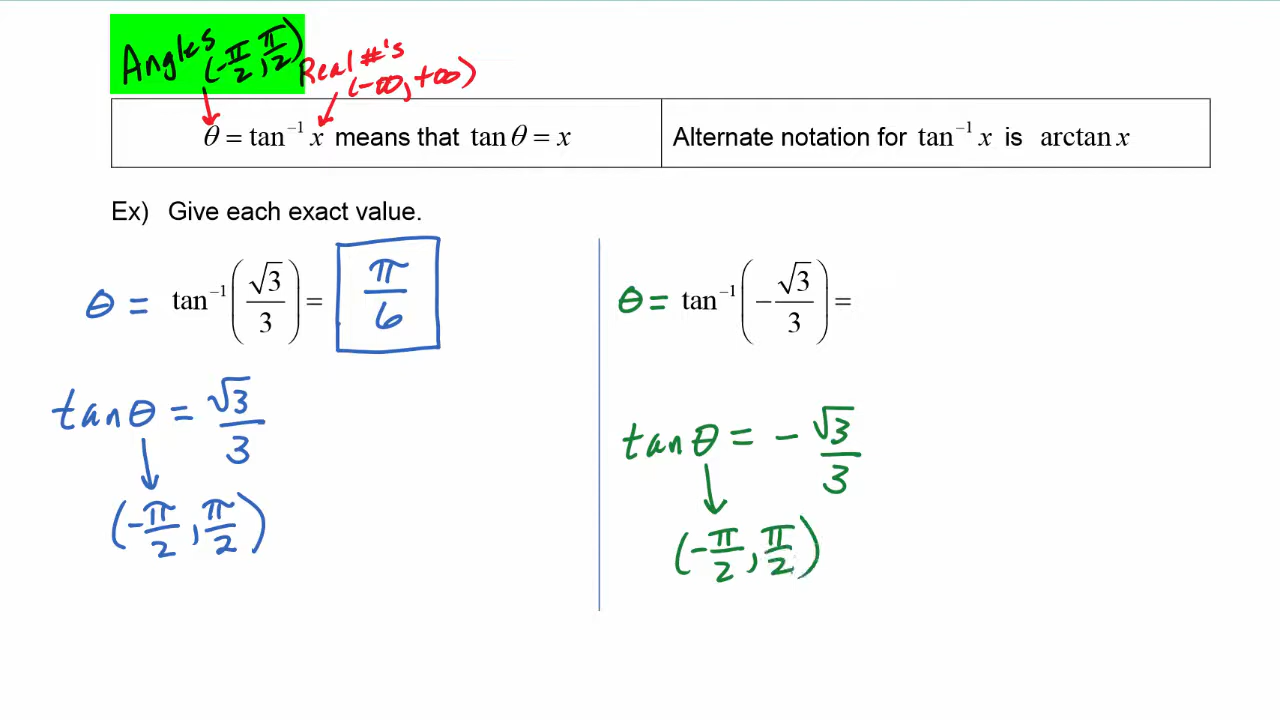 Angles (-π/2, π/2)
Real #'s (-∞, +∞)
θ = tan⁻¹ x means that tan θ = x
Alternate notation for tan⁻¹ x is arctan x
Ex) Give each exact value.
θ = tan⁻¹(√3/3) = π/6
tanθ = √3/3
(-π/2, π/2)
θ = tan⁻¹(−√3/3) =
tanθ = -√3/3
(-π/2, π/2)